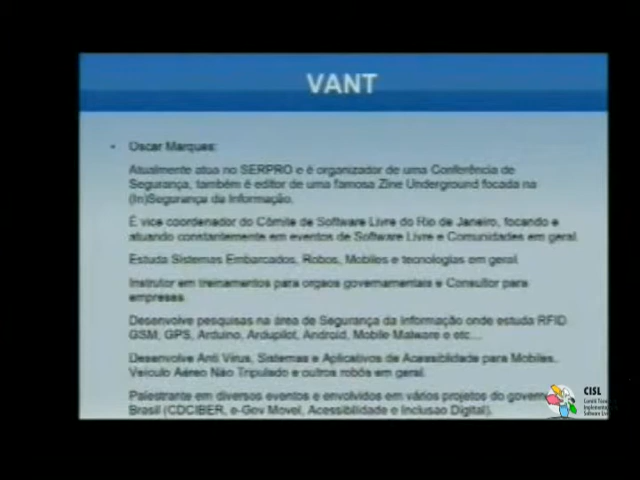 VANT
• Oscar Marques:
Atualmente atua no SERPRO e é organizador de uma Conferência de
Segurança, também é editor de uma famosa Zine Underground focada na
(In)Segurança da Informação.
É vice coordenador do Cômite de Software Livre do Rio de Janeiro, focando e
atuando constantemente em eventos de Software Livre e Comunidades em geral.
Estuda Sistemas Embarcados, Robos, Mobiles e tecnologias em geral.
Instrutor em treinamentos para orgãos governamentais e Consultor para
empresas.
Desenvolve pesquisas na área de Segurança da Informação onde estuda RFID
GSM, GPS, Arduino, Ardupilot, Android, Mobile Malware e etc...
Desenvolve Anti Virus, Sistemas e Aplicativos de Acessiblidade para Mobiles,
Veículo Aéreo Não Tripulado e outros robôs em geral.
Palestrante em diversos eventos e envolvidos em vários projetos do govern
Brasil (CDCIBER, e-Gov Movel, Acessibilidade e Inclusao Digital).
CISL